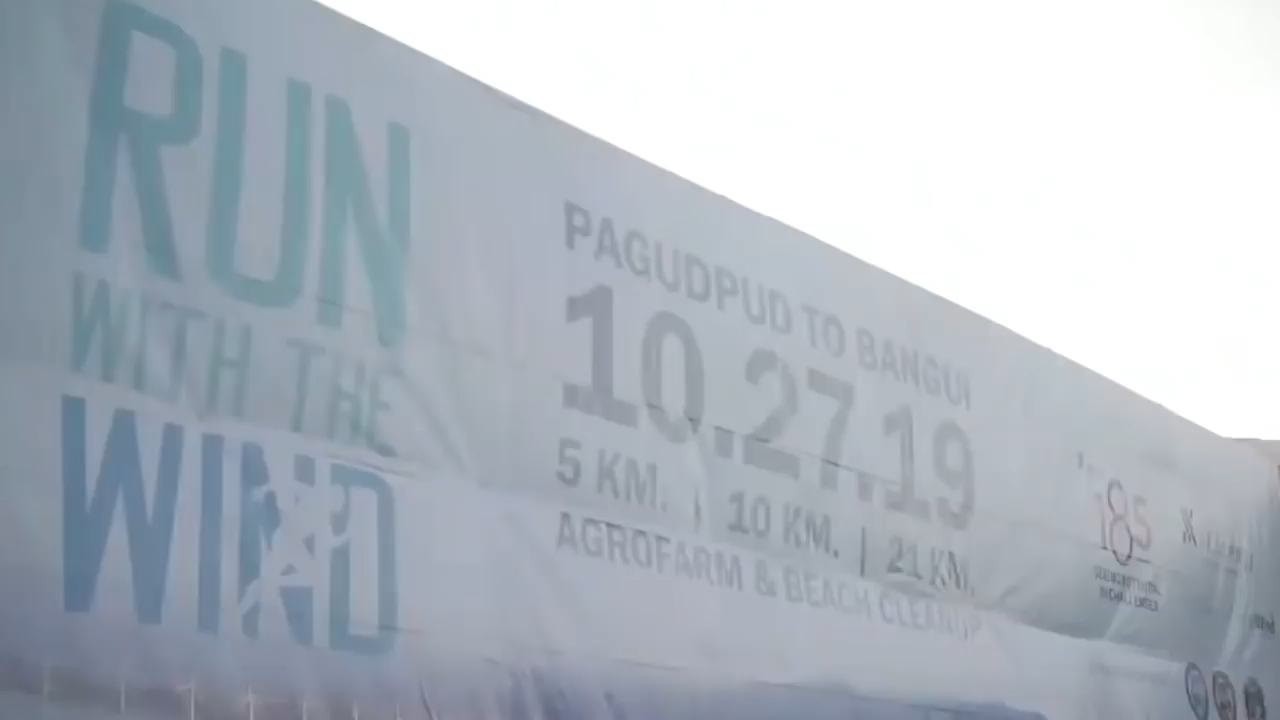 RUN
WITH THE
WIND
PAGUDPUD TO BANGUI
10.27.19
5 KM. | 10 KM. | 21 KM.
AGROFARM & BEACH CLEANUP
185